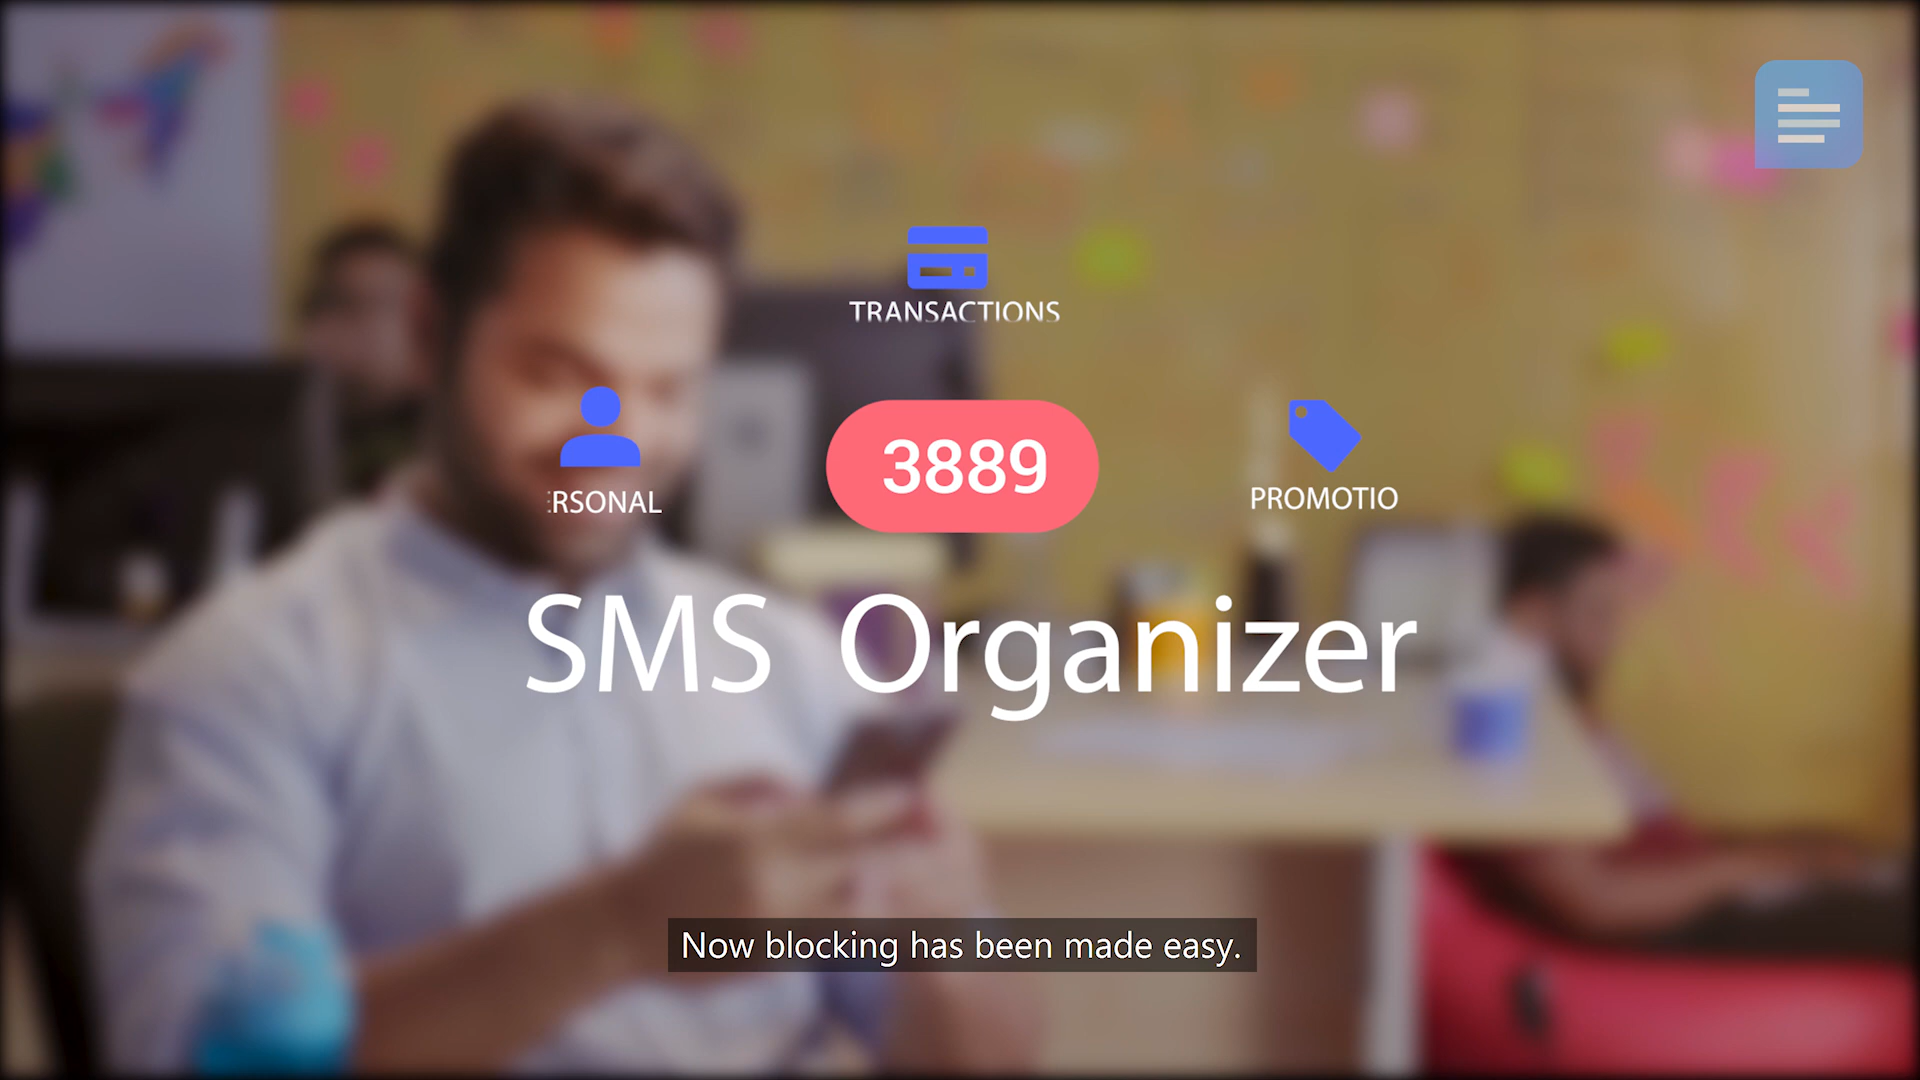 TRANSACTIONS
RSONAL
3889
PROMOTIO
SMS Organizer
Now blocking has been made easy.